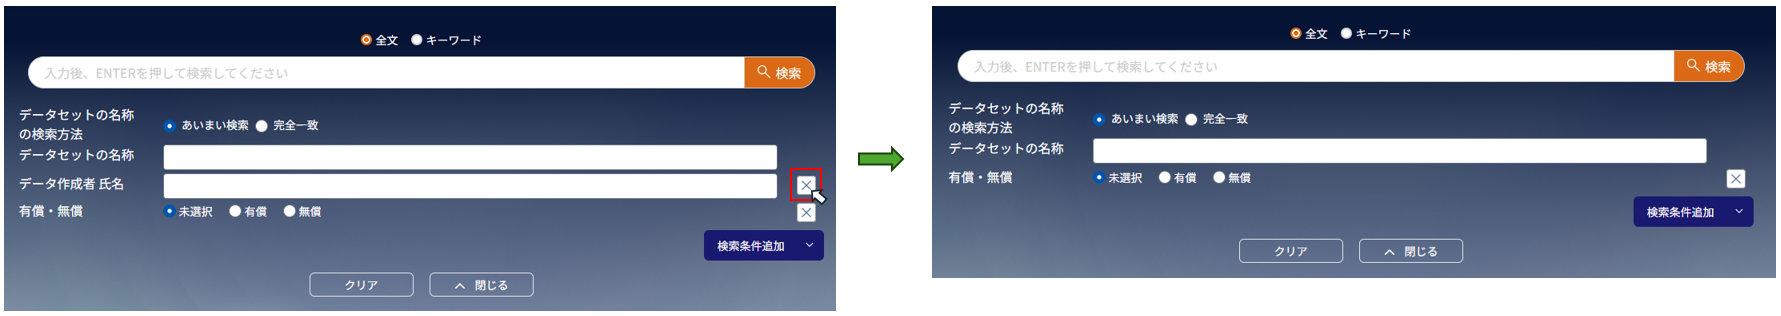 全文 キーワード
入力後、ENTERを押して検索してください 検索
データセットの名称
の検索方法
あいまい検索 完全一致
データセットの名称
データ作成者 氏名
有償・無償 未選択 有償 無償
検索条件追加
クリア 閉じる
全文 キーワード
入力後、ENTERを押して検索してください 検索
データセットの名称
の検索方法
あいまい検索 完全一致
データセットの名称
有償・無償 未選択 有償 無償
検索条件追加
クリア 閉じる